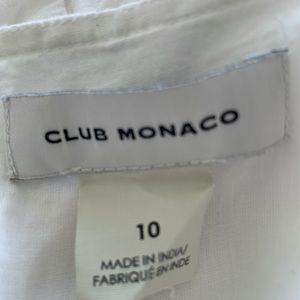 CLUB MONACO
10
MADE IN INDIA/
FABRIQUÉ EN INDE